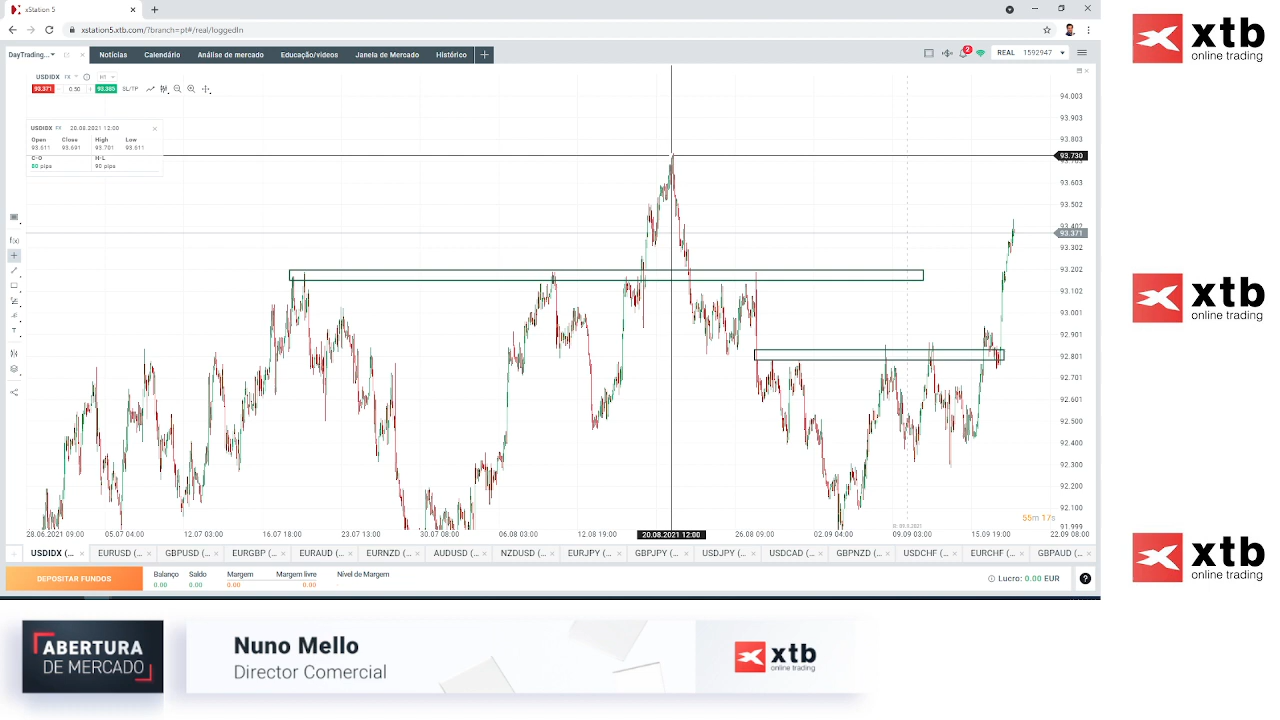 xStation 5
xstation5.xtb.com/?branch=pt#/real/loggedIn
DayTrading...
Notícias
Calendário
Análise de mercado
Educação/vídeos
Janela de Mercado
Histórico
2
REAL
1592947
USDIDX FX
H1
93.371
0.50
93.385
SL/TP
USDIDX FX 20.08.2021 12:00
Open Close High Low
93.611 93.691 93.701 93.611
C-O H-L
80 pips 90 pips
94.003
93.903
93.803
93.730
93.603
93.502
93.402
93.371
93.302
93.202
93.102
93.001
92.901
92.801
92.701
92.601
92.500
92.400
92.300
92.200
92.100
91.999
55m 17s
28.06.2021 09:00 05.07 04:00 12.07 03:00 16.07 18:00 23.07 13:00 30.07 08:00 6.08 03:00 12.08 19:00 20.08.2021 12:00 26.08 09:00 02.09 04:00 9.09 03:00 15.09 19:00 22.09 08:00
USDIDX (... EURUSD (... GBPUSD (... EURGBP (... EURAUD (... EURNZD (... AUDUSD (... NZDUSD (... EURJPY (... GBPJPY (... USDJPY (... USDCAD (... GBPNZD (... USDCHF (... EURCHF (... GBPAUD (...
DEPOSITAR FUNDOS
Balanço Saldo Margem Margem livre Nível de Margem
0.00 0.00 0.00 0.00
Lucro: 0.00 EUR
ABERTURA
DE MERCADO
Nuno Mello
Director Comercial
xtb
online trading
xtb
online trading
xtb
online trading
xtb
online trading